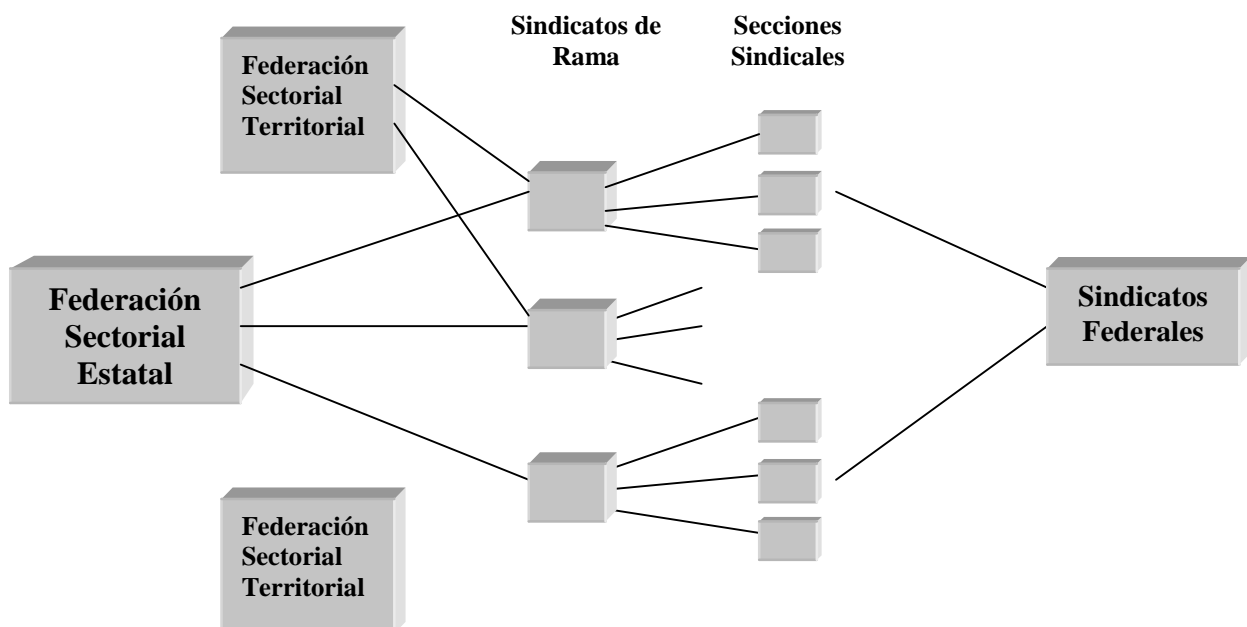 Sindicatos de
Rama
Secciones
Sindicales
Federación
Sectorial
Territorial
Federación
Sectorial
Estatal
Sindicatos
Federales
Federación
Sectorial
Territorial